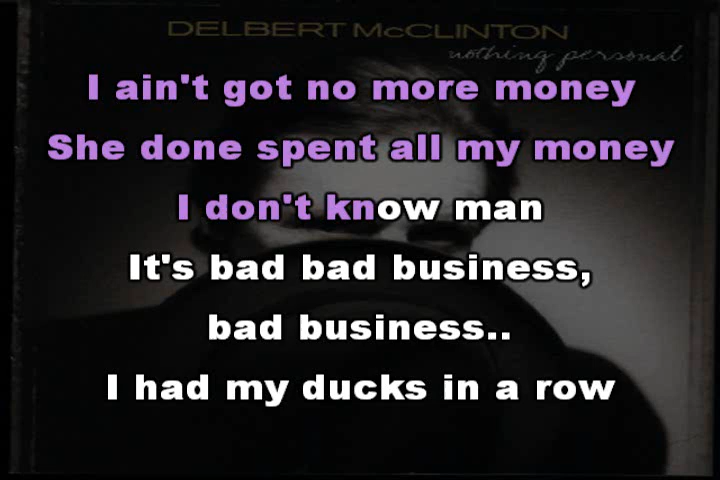 DELBERT McCLINTON
nothing personal
I ain't got no more money
She done spent all my money
I don't know man
It's bad bad business,
bad business..
I had my ducks in a row